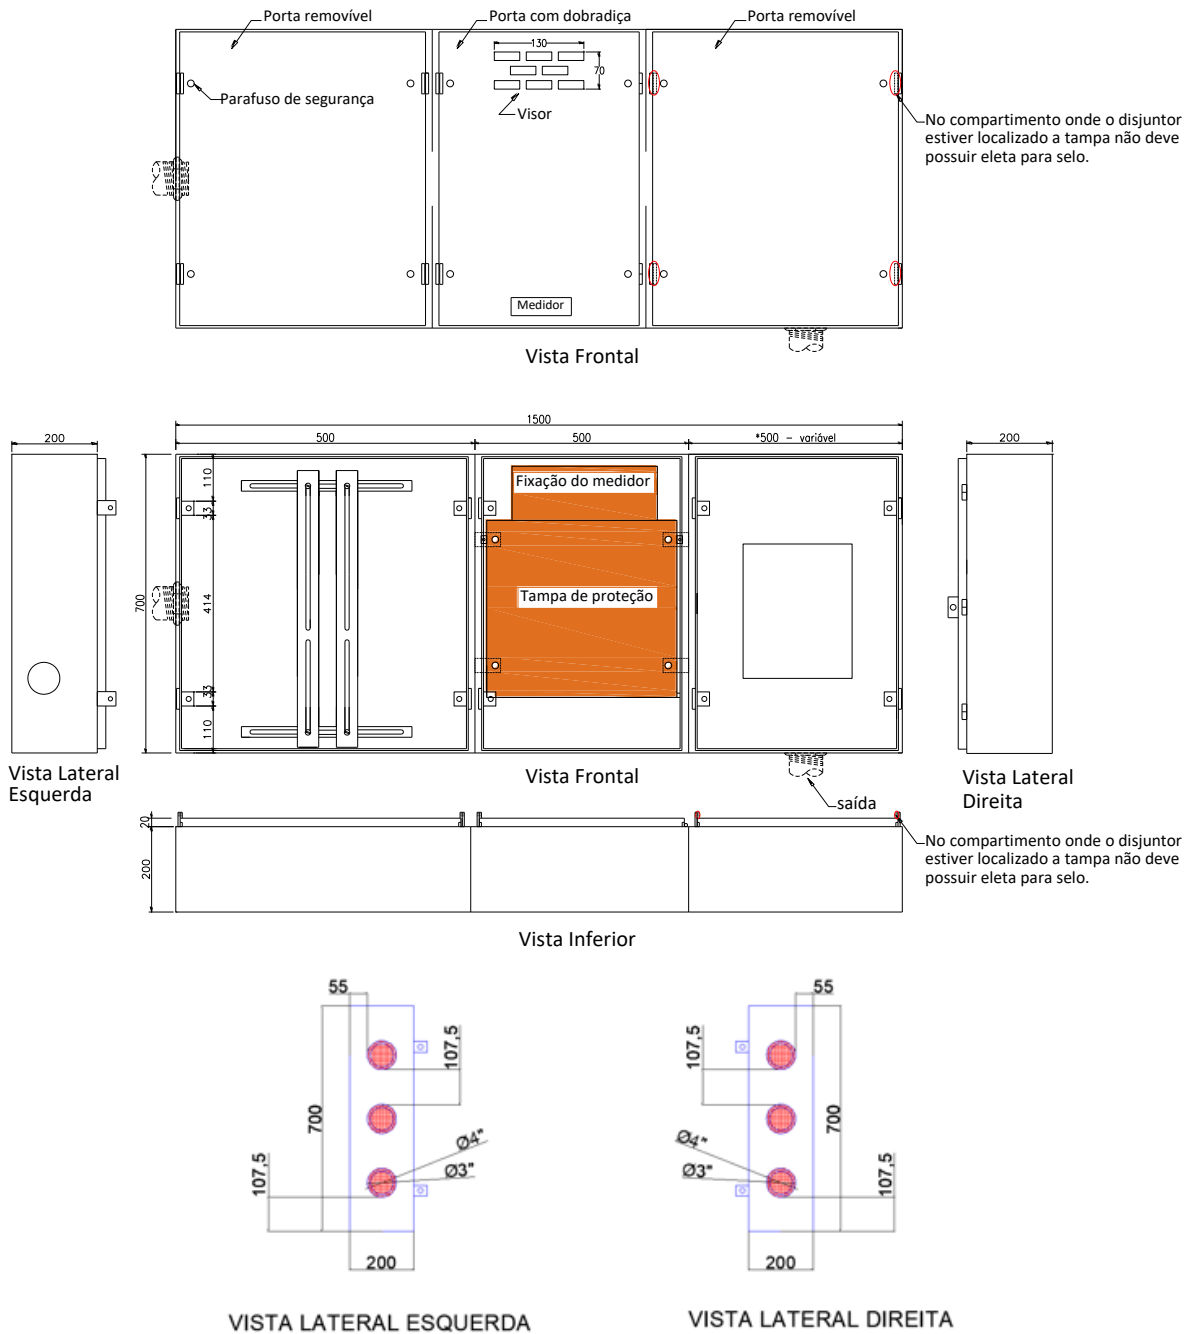 Porta removível
Porta com dobradiça
Porta removível
130
70
Parafuso de segurança
Visor
No compartimento onde o disjuntor
estiver localizado a tampa não deve
possuir eleta para selo.
Medidor
Vista Frontal
1500
200
500
500
*500 - variável
200
110
33
414
33
110
700
Fixação do medidor
Tampa de proteção
Vista Lateral
Esquerda
Vista Frontal
Vista Lateral
Direita
saída
20
200
No compartimento onde o disjuntor
estiver localizado a tampa não deve
possuir eleta para selo.
Vista Inferior
55
107,5
700
Ø4"
Ø3"
107,5
200
VISTA LATERAL ESQUERDA
55
107,5
700
Ø4"
Ø3"
107,5
200
VISTA LATERAL DIREITA